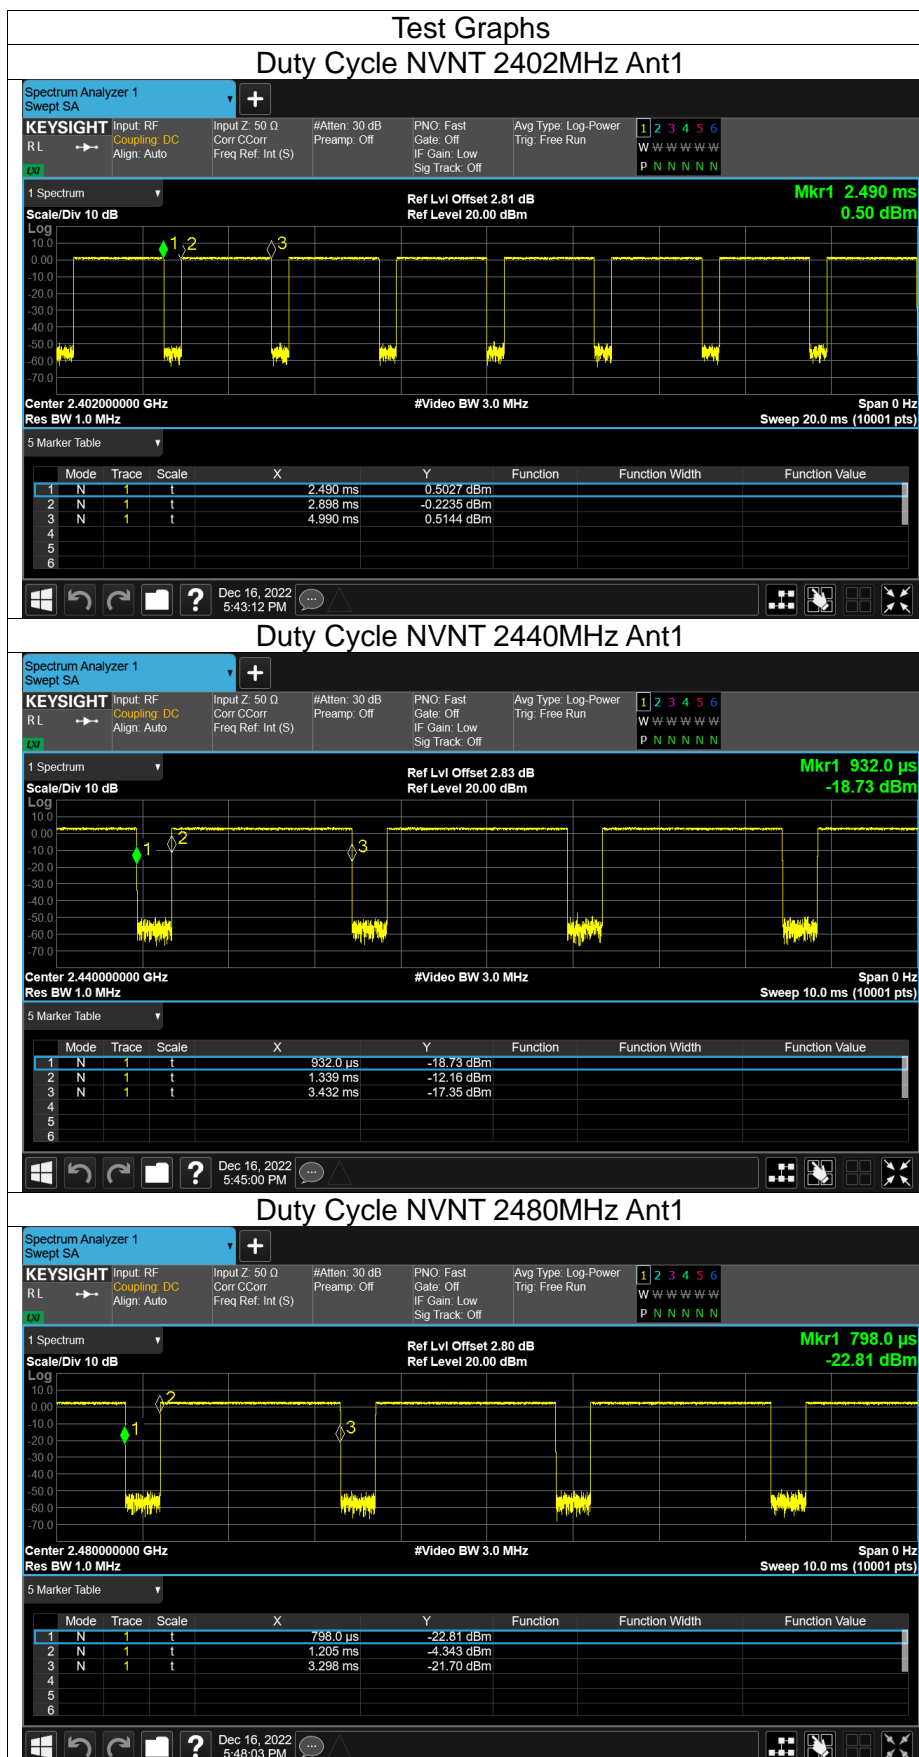 Test Graphs
Duty Cycle NVNT 2402MHz Ant1
Spectrum Analyzer 1
Swept SA
+
KEYSIGHT Input: RF Input Z: 50 Ω #Atten: 30 dB PNO: Fast Avg Type: Log-Power 1 2 3 4 5 6
RL Coupling: DC Corr CCorr Preamp: Off Gate: Off Trig: Free Run W W W W W W
Align: Auto Freq Ref: Int (S) IF Gain: Low
LXI Sig Track: Off P N N N N N
1 Spectrum Ref Lvl Offset 2.81 dB Mkr1 2.490 ms
Scale/Div 10 dB Ref Level 20.00 dBm 0.50 dBm
Log
10.0 1 2 3
0.00
-10.0
-20.0
-30.0
-40.0
-50.0
-60.0
-70.0
Center 2.402000000 GHz #Video BW 3.0 MHz Span 0 Hz
Res BW 1.0 MHz Sweep 20.0 ms (10001 pts)
5 Marker Table
Mode Trace Scale X Y Function Function Width Function Value
1 N 1 t 2.490 ms 0.5027 dBm
2 N 1 t 2.898 ms -0.2235 dBm
3 N 1 t 4.990 ms 0.5144 dBm
4
5
6
? Dec 16, 2022
5:43:12 PM
Duty Cycle NVNT 2440MHz Ant1
Spectrum Analyzer 1
Swept SA
+
KEYSIGHT Input: RF Input Z: 50 Ω #Atten: 30 dB PNO: Fast Avg Type: Log-Power 1 2 3 4 5 6
RL Coupling: DC Corr CCorr Preamp: Off Gate: Off Trig: Free Run W W W W W W
Align: Auto Freq Ref: Int (S) IF Gain: Low
LXI Sig Track: Off P N N N N N
1 Spectrum Ref Lvl Offset 2.83 dB Mkr1 932.0 µs
Scale/Div 10 dB Ref Level 20.00 dBm -18.73 dBm
Log
10.0
0.00
-10.0 1 2 3
-20.0
-30.0
-40.0
-50.0
-60.0
-70.0
Center 2.440000000 GHz #Video BW 3.0 MHz Span 0 Hz
Res BW 1.0 MHz Sweep 10.0 ms (10001 pts)
5 Marker Table
Mode Trace Scale X Y Function Function Width Function Value
1 N 1 t 932.0 µs -18.73 dBm
2 N 1 t 1.339 ms -12.16 dBm
3 N 1 t 3.432 ms -17.35 dBm
4
5
6
? Dec 16, 2022
5:45:00 PM
Duty Cycle NVNT 2480MHz Ant1
Spectrum Analyzer 1
Swept SA
+
KEYSIGHT Input: RF Input Z: 50 Ω #Atten: 30 dB PNO: Fast Avg Type: Log-Power 1 2 3 4 5 6
RL Coupling: DC Corr CCorr Preamp: Off Gate: Off Trig: Free Run W W W W W W
Align: Auto Freq Ref: Int (S) IF Gain: Low
LXI Sig Track: Off P N N N N N
1 Spectrum Ref Lvl Offset 2.80 dB Mkr1 798.0 µs
Scale/Div 10 dB Ref Level 20.00 dBm -22.81 dBm
Log
10.0 2
0.00
-10.0 1 3
-20.0
-30.0
-40.0
-50.0
-60.0
-70.0
Center 2.480000000 GHz #Video BW 3.0 MHz Span 0 Hz
Res BW 1.0 MHz Sweep 10.0 ms (10001 pts)
5 Marker Table
Mode Trace Scale X Y Function Function Width Function Value
1 N 1 t 798.0 µs -22.81 dBm
2 N 1 t 1.205 ms -4.343 dBm
3 N 1 t 3.298 ms -21.70 dBm
4
5
6
? Dec 16, 2022
5:48:03 PM